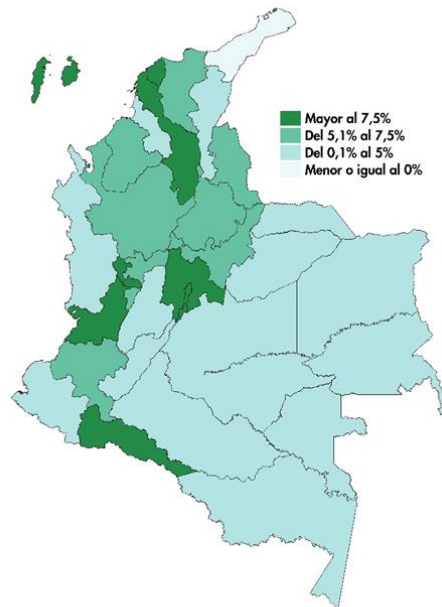 Mayor al 7,5%
Del 5,1% al 7,5%
Del 0,1% al 5%
Menor o igual al 0%